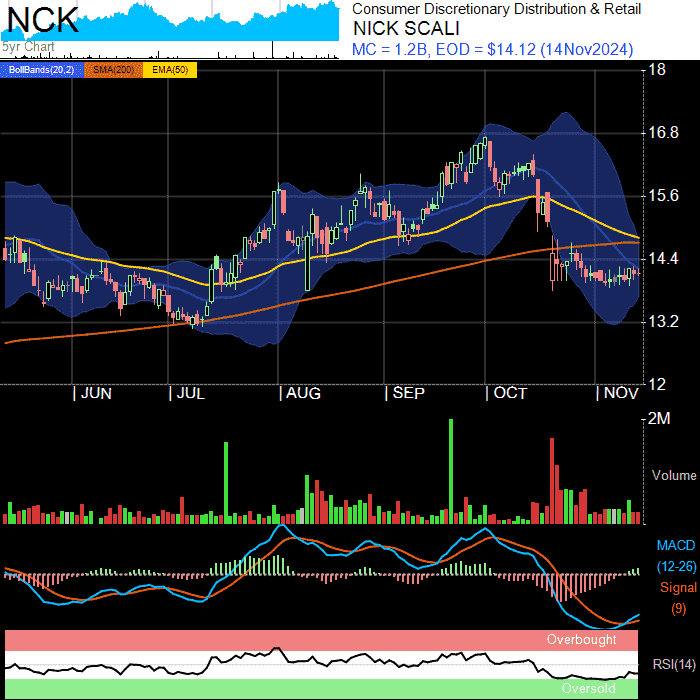 NCK
5yr Chart
Consumer Discretionary Distribution & Retail
NICK SCALI
MC = 1.2B, EOD = $14.12 (14Nov2024)
BollBands(20,2) SMA(200) EMA(50)
18
16.8
15.6
14.4
13.2
12
JUN JUL AUG SEP OCT NOV
2M
Volume
MACD
(12-26)
Signal
(9)
Overbought
RSI(14)
Oversold